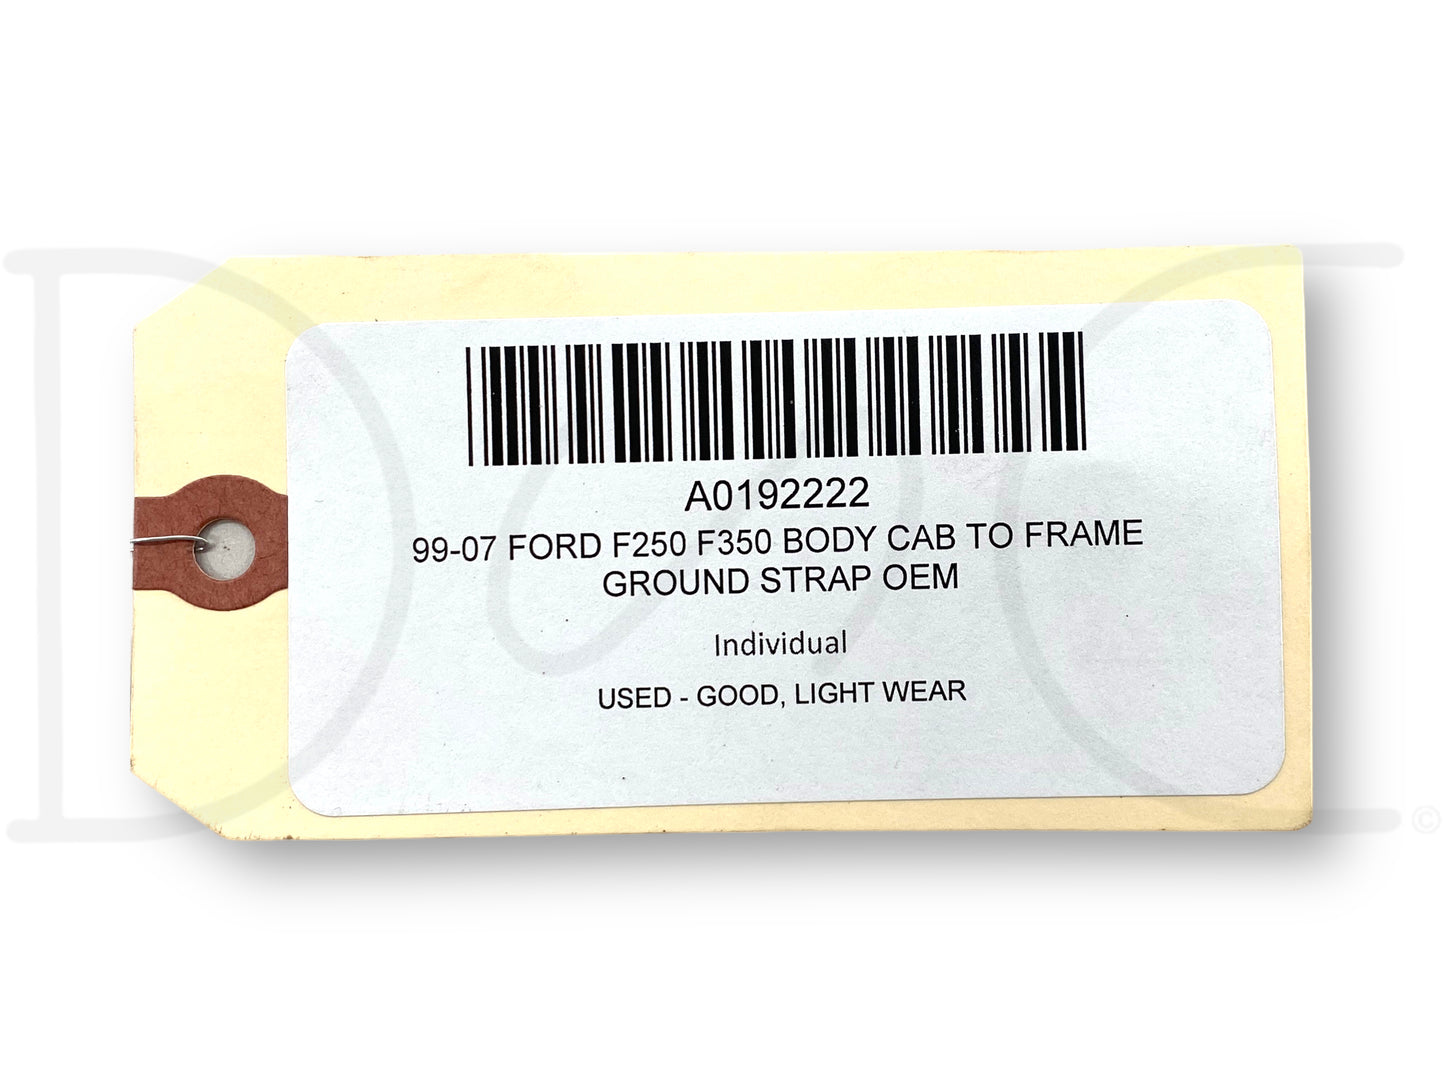 A0192222
99-07 FORD F250 F350 BODY CAB TO FRAME
GROUND STRAP OEM
Individual
USED - GOOD, LIGHT WEAR
©